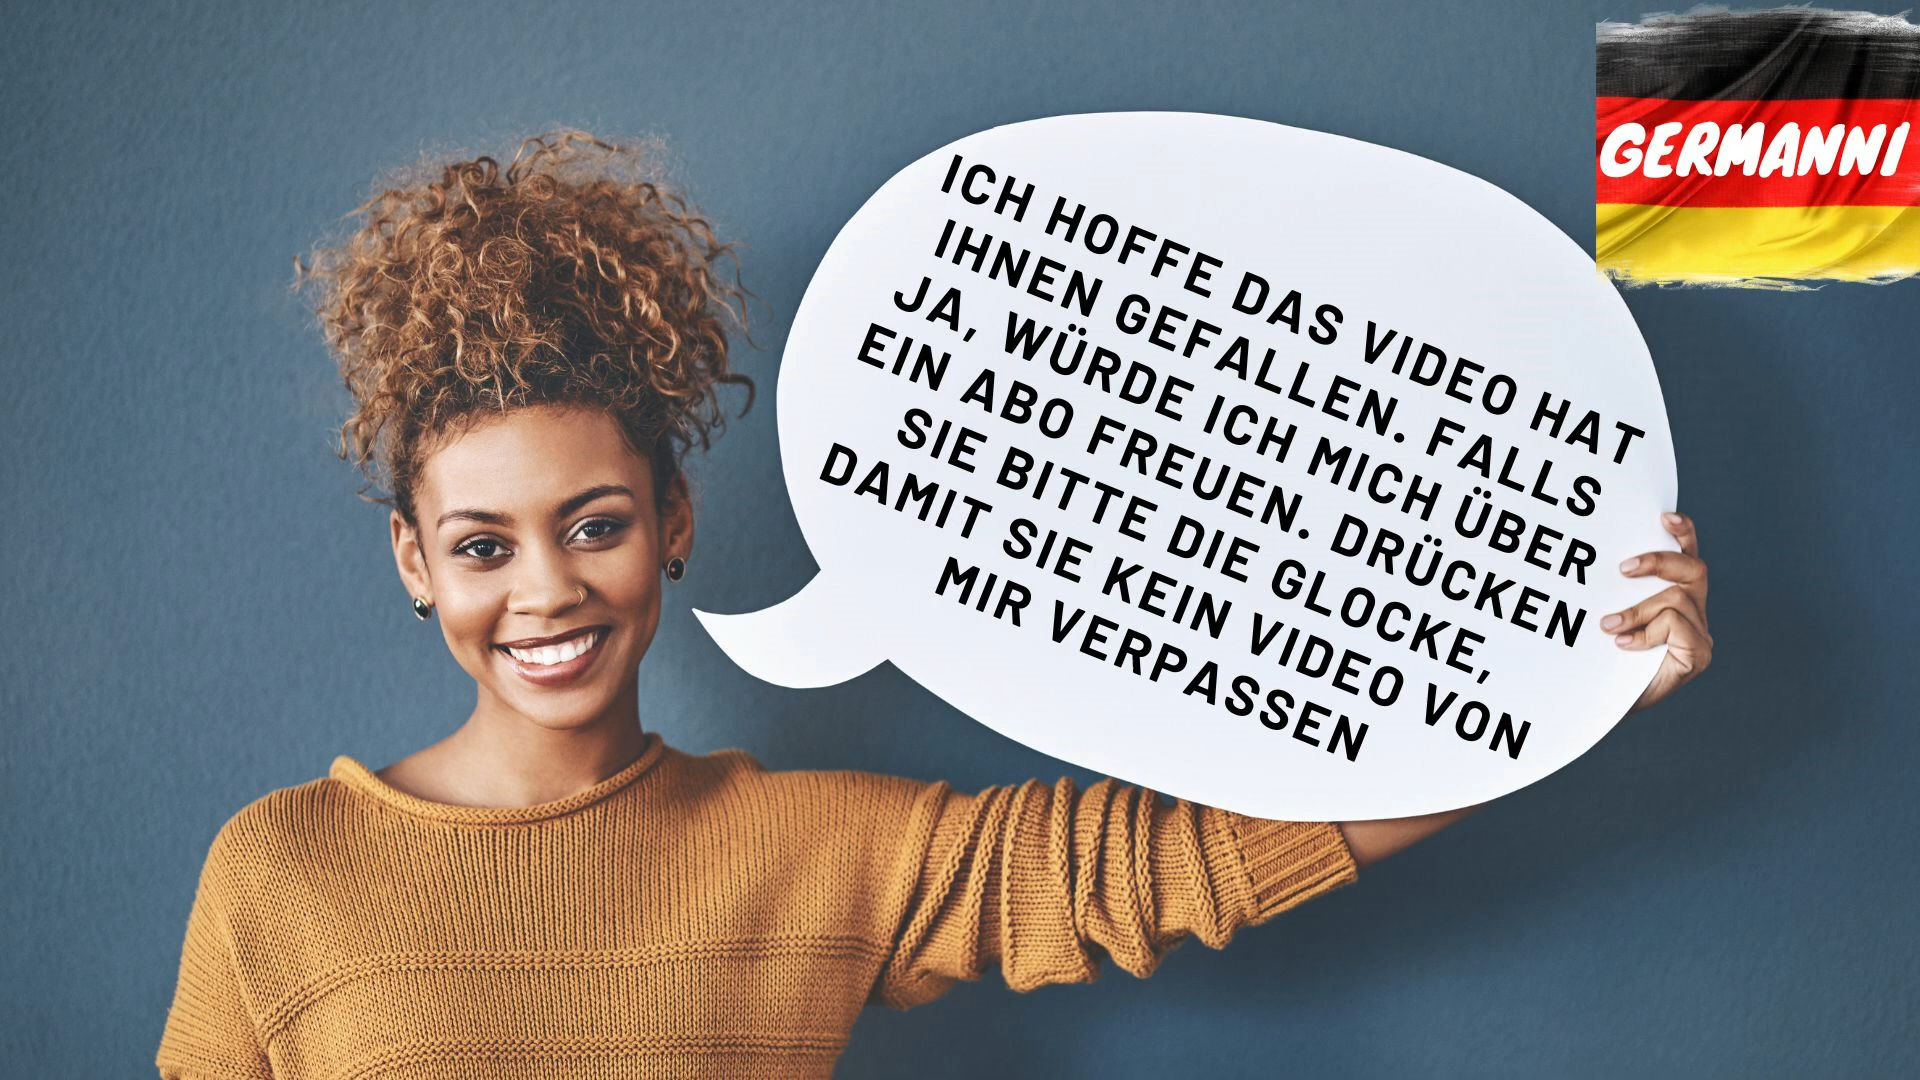 ICH HOFFE DAS VIDEO HAT
IHNEN GEFALLEN. FALLS
JA, WÜRDE ICH MICH ÜBER
EIN ABO FREUEN. DRÜCKEN
SIE BITTE DIE GLOCKE,
DAMIT SIE KEIN VIDEO VON
MIR VERPASSEN
GERMANNI